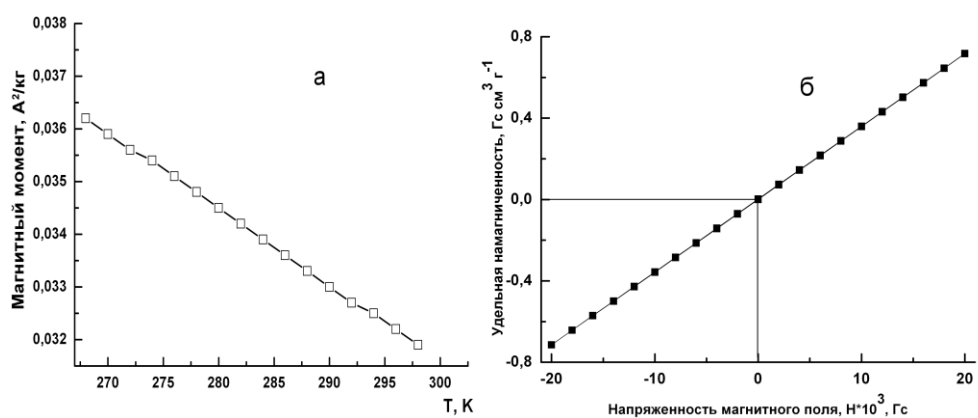 0,038
0,037
0,036
0,035
0,034
0,033
0,032
Магнитный момент, А²/кг
а
270 275 280 285 290 295 300
Т, К
0,8
0,4
0,0
-0,4
-0,8
Удельная намагниченность, Гс см³ г⁻¹
б
-20 -10 0 10 20
Напряженность магнитного поля, Н*10³, Гс